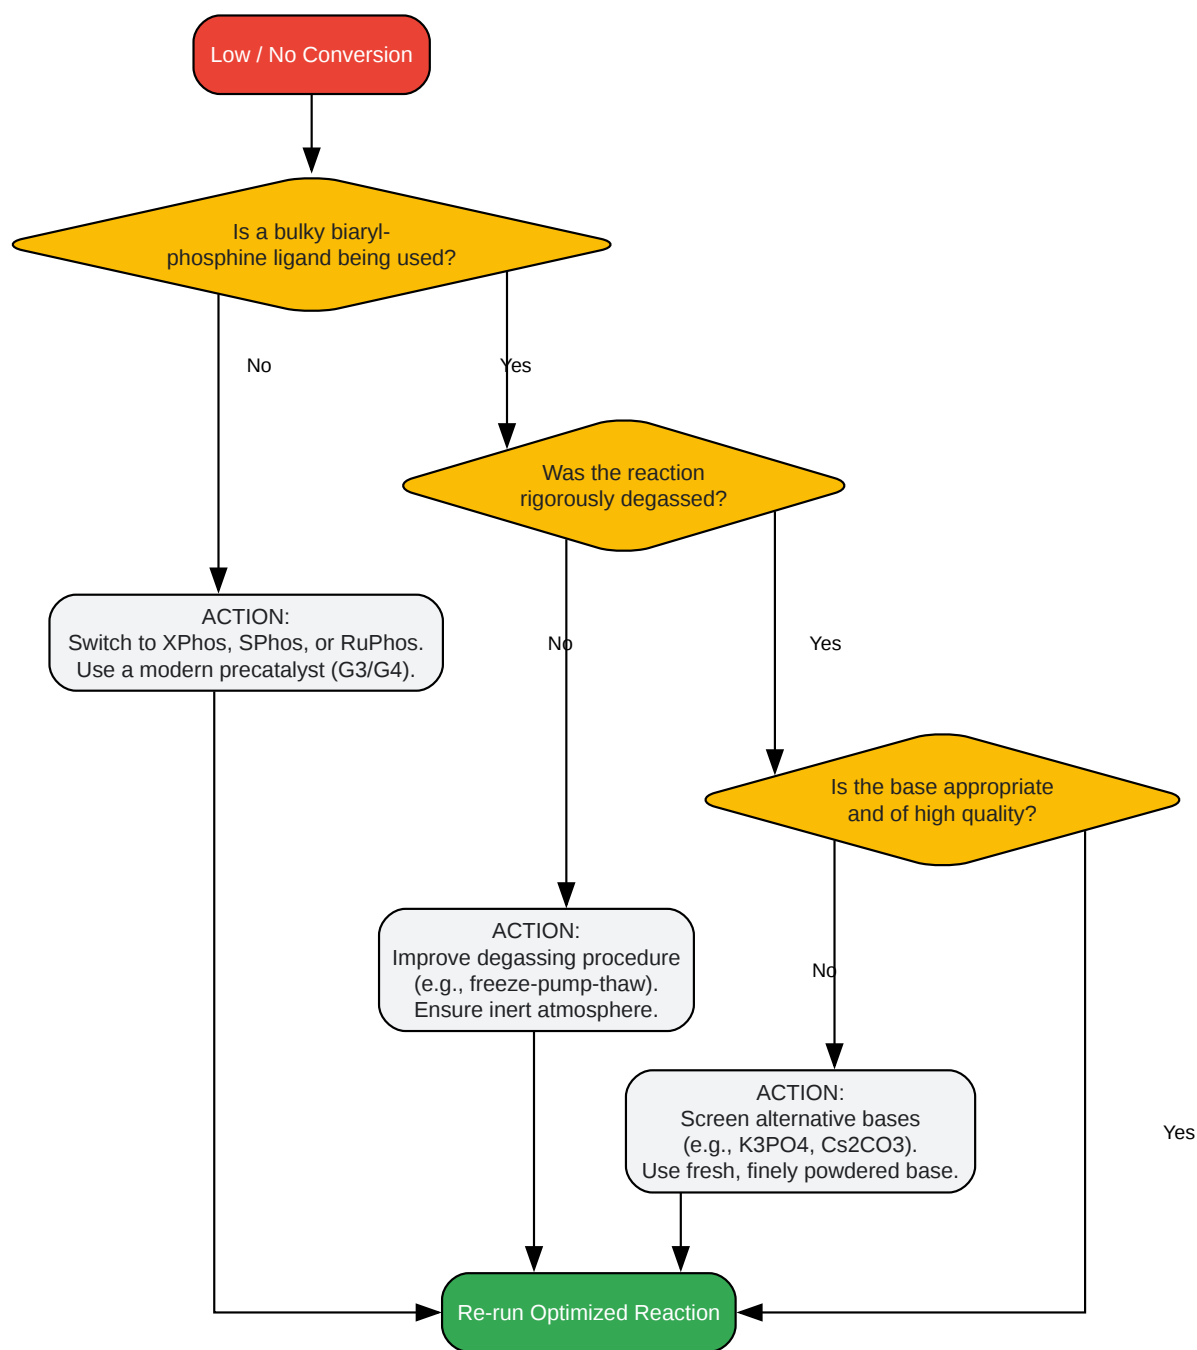 Low / No Conversion
Is a bulky biaryl-
phosphine ligand being used?
No
Yes
Was the reaction
rigorously degassed?
ACTION:
Switch to XPhos, SPhos, or RuPhos.
Use a modern precatalyst (G3/G4).
No
Yes
Is the base appropriate
and of high quality?
ACTION:
Improve degassing procedure
(e.g., freeze-pump-thaw).
Ensure inert atmosphere.
No
ACTION:
Screen alternative bases
(e.g., K3PO4, Cs2CO3).
Use fresh, finely powdered base.
Yes
Re-run Optimized Reaction